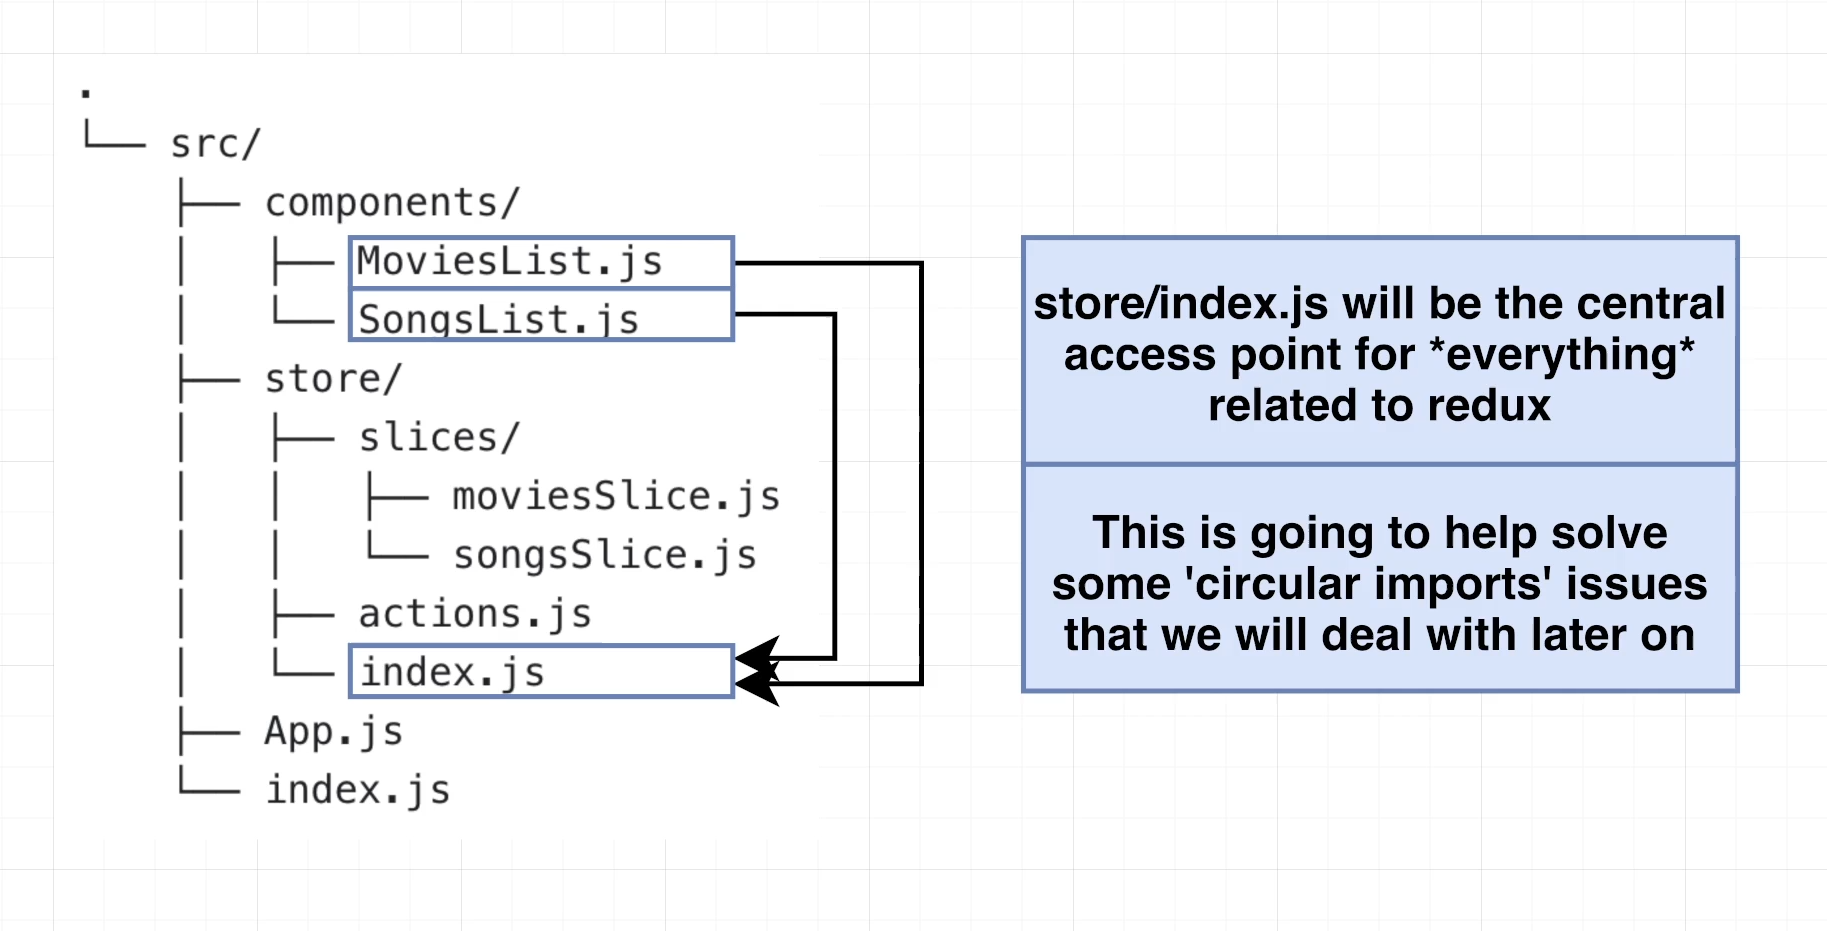 .
└── src/
├── components/
│ ├── MoviesList.js
│ └── SongsList.js
├── store/
│ ├── slices/
│ │ ├── moviesSlice.js
│ │ └── songsSlice.js
│ ├── actions.js
│ └── index.js
├── App.js
└── index.js
store/index.js will be the central
access point for *everything*
related to redux
This is going to help solve
some 'circular imports' issues
that we will deal with later on